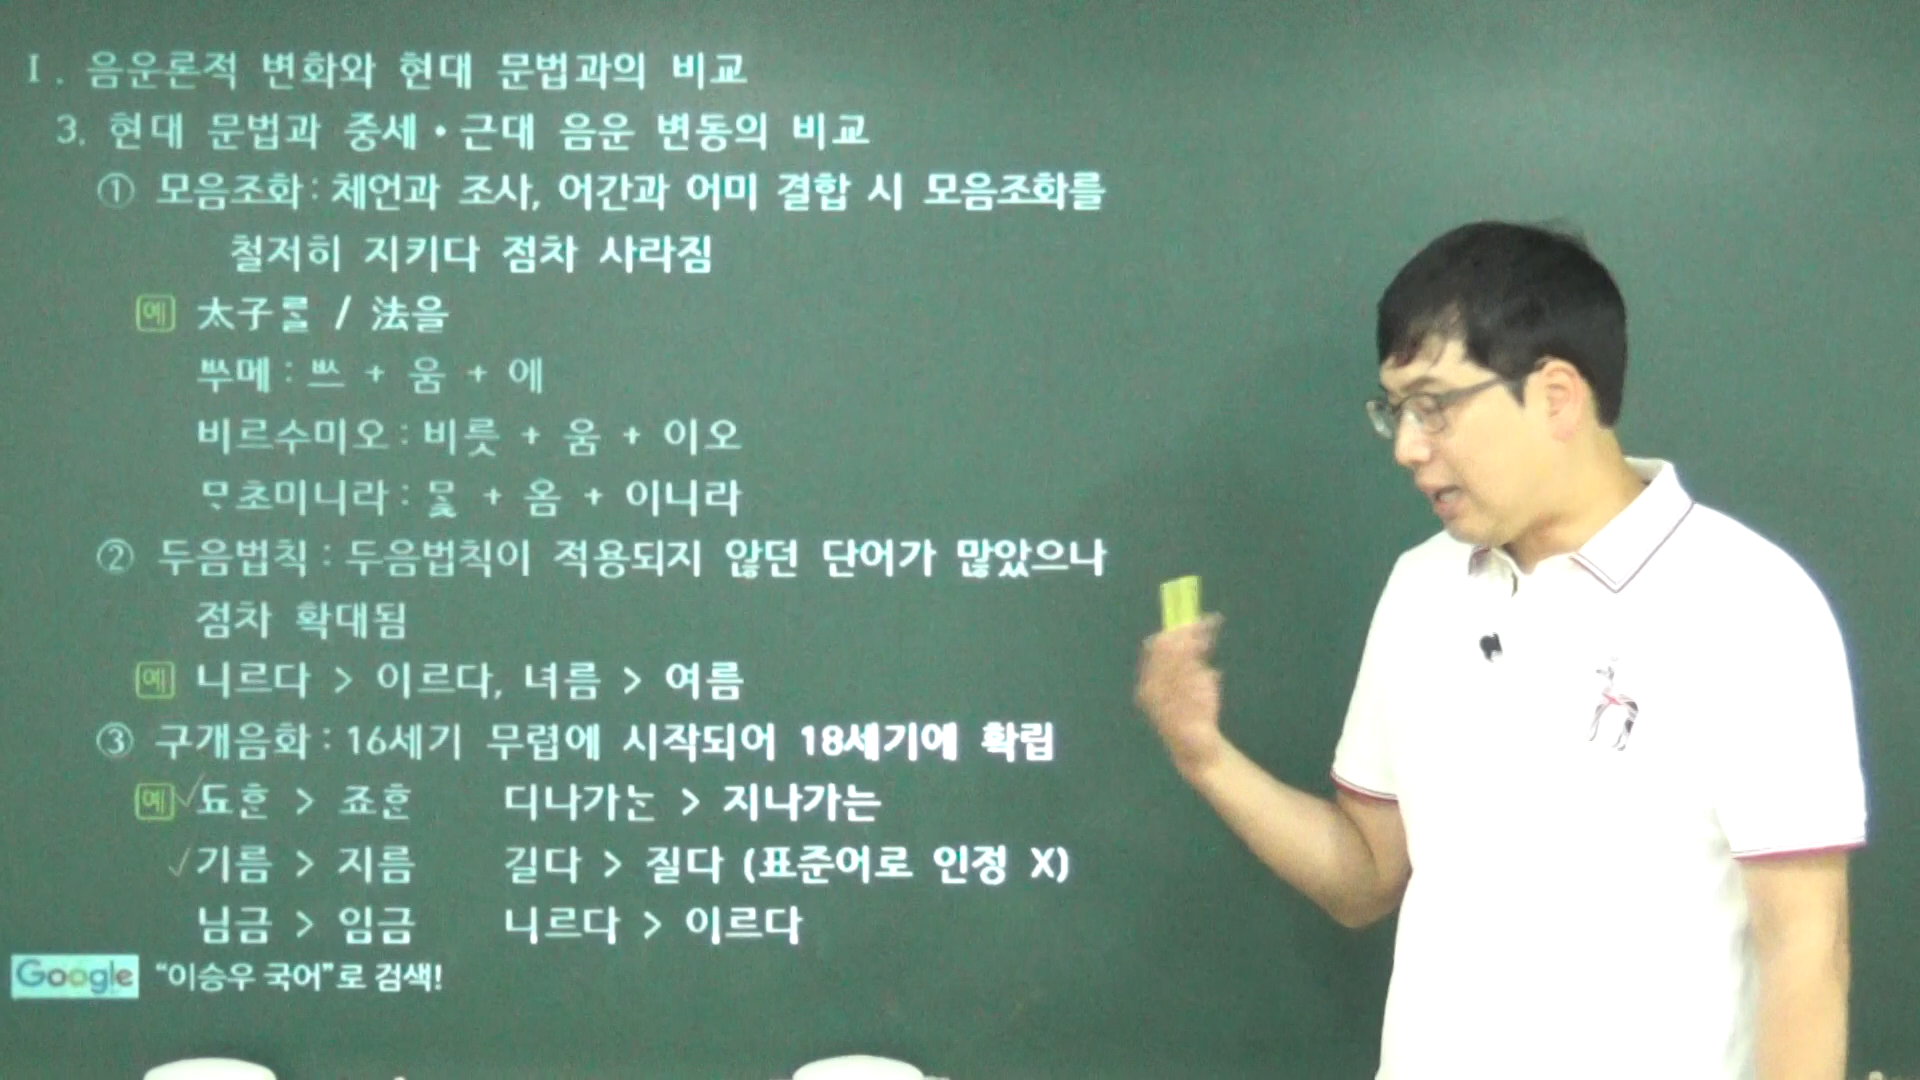 Ⅰ. 음운론적 변화와 현대 문법과의 비교
3. 현대 문법과 중세•근대 음운 변동의 비교
① 모음조화 : 체언과 조사, 어간과 어미 결합 시 모음조화를
철저히 지키다 점차 사라짐
예 太子ᄅᆞᆯ / 法을
ᄡᅮ메 : ᄡᅳ + 움 + 에
비르수미오 : 비릇 + 움 + 이오
ᄆᆞ초미니라 : ᄆᆞᆾ + 옴 + 이니라
② 두음법칙 : 두음법칙이 적용되지 않던 단어가 많았으나
점차 확대됨
예 니르다 > 이르다, 녀름 > 여름
③ 구개음화 : 16세기 무렵에 시작되어 18세기에 확립
예 ✓됴ᄒᆞᆫ > 죠ᄒᆞᆫ 디나가ᄂᆞᆫ > 지나가는
✓기름 > 지름 길다 > 질다 (표준어로 인정 X)
님금 > 임금 니르다 > 이르다
Google “이승우 국어”로 검색!